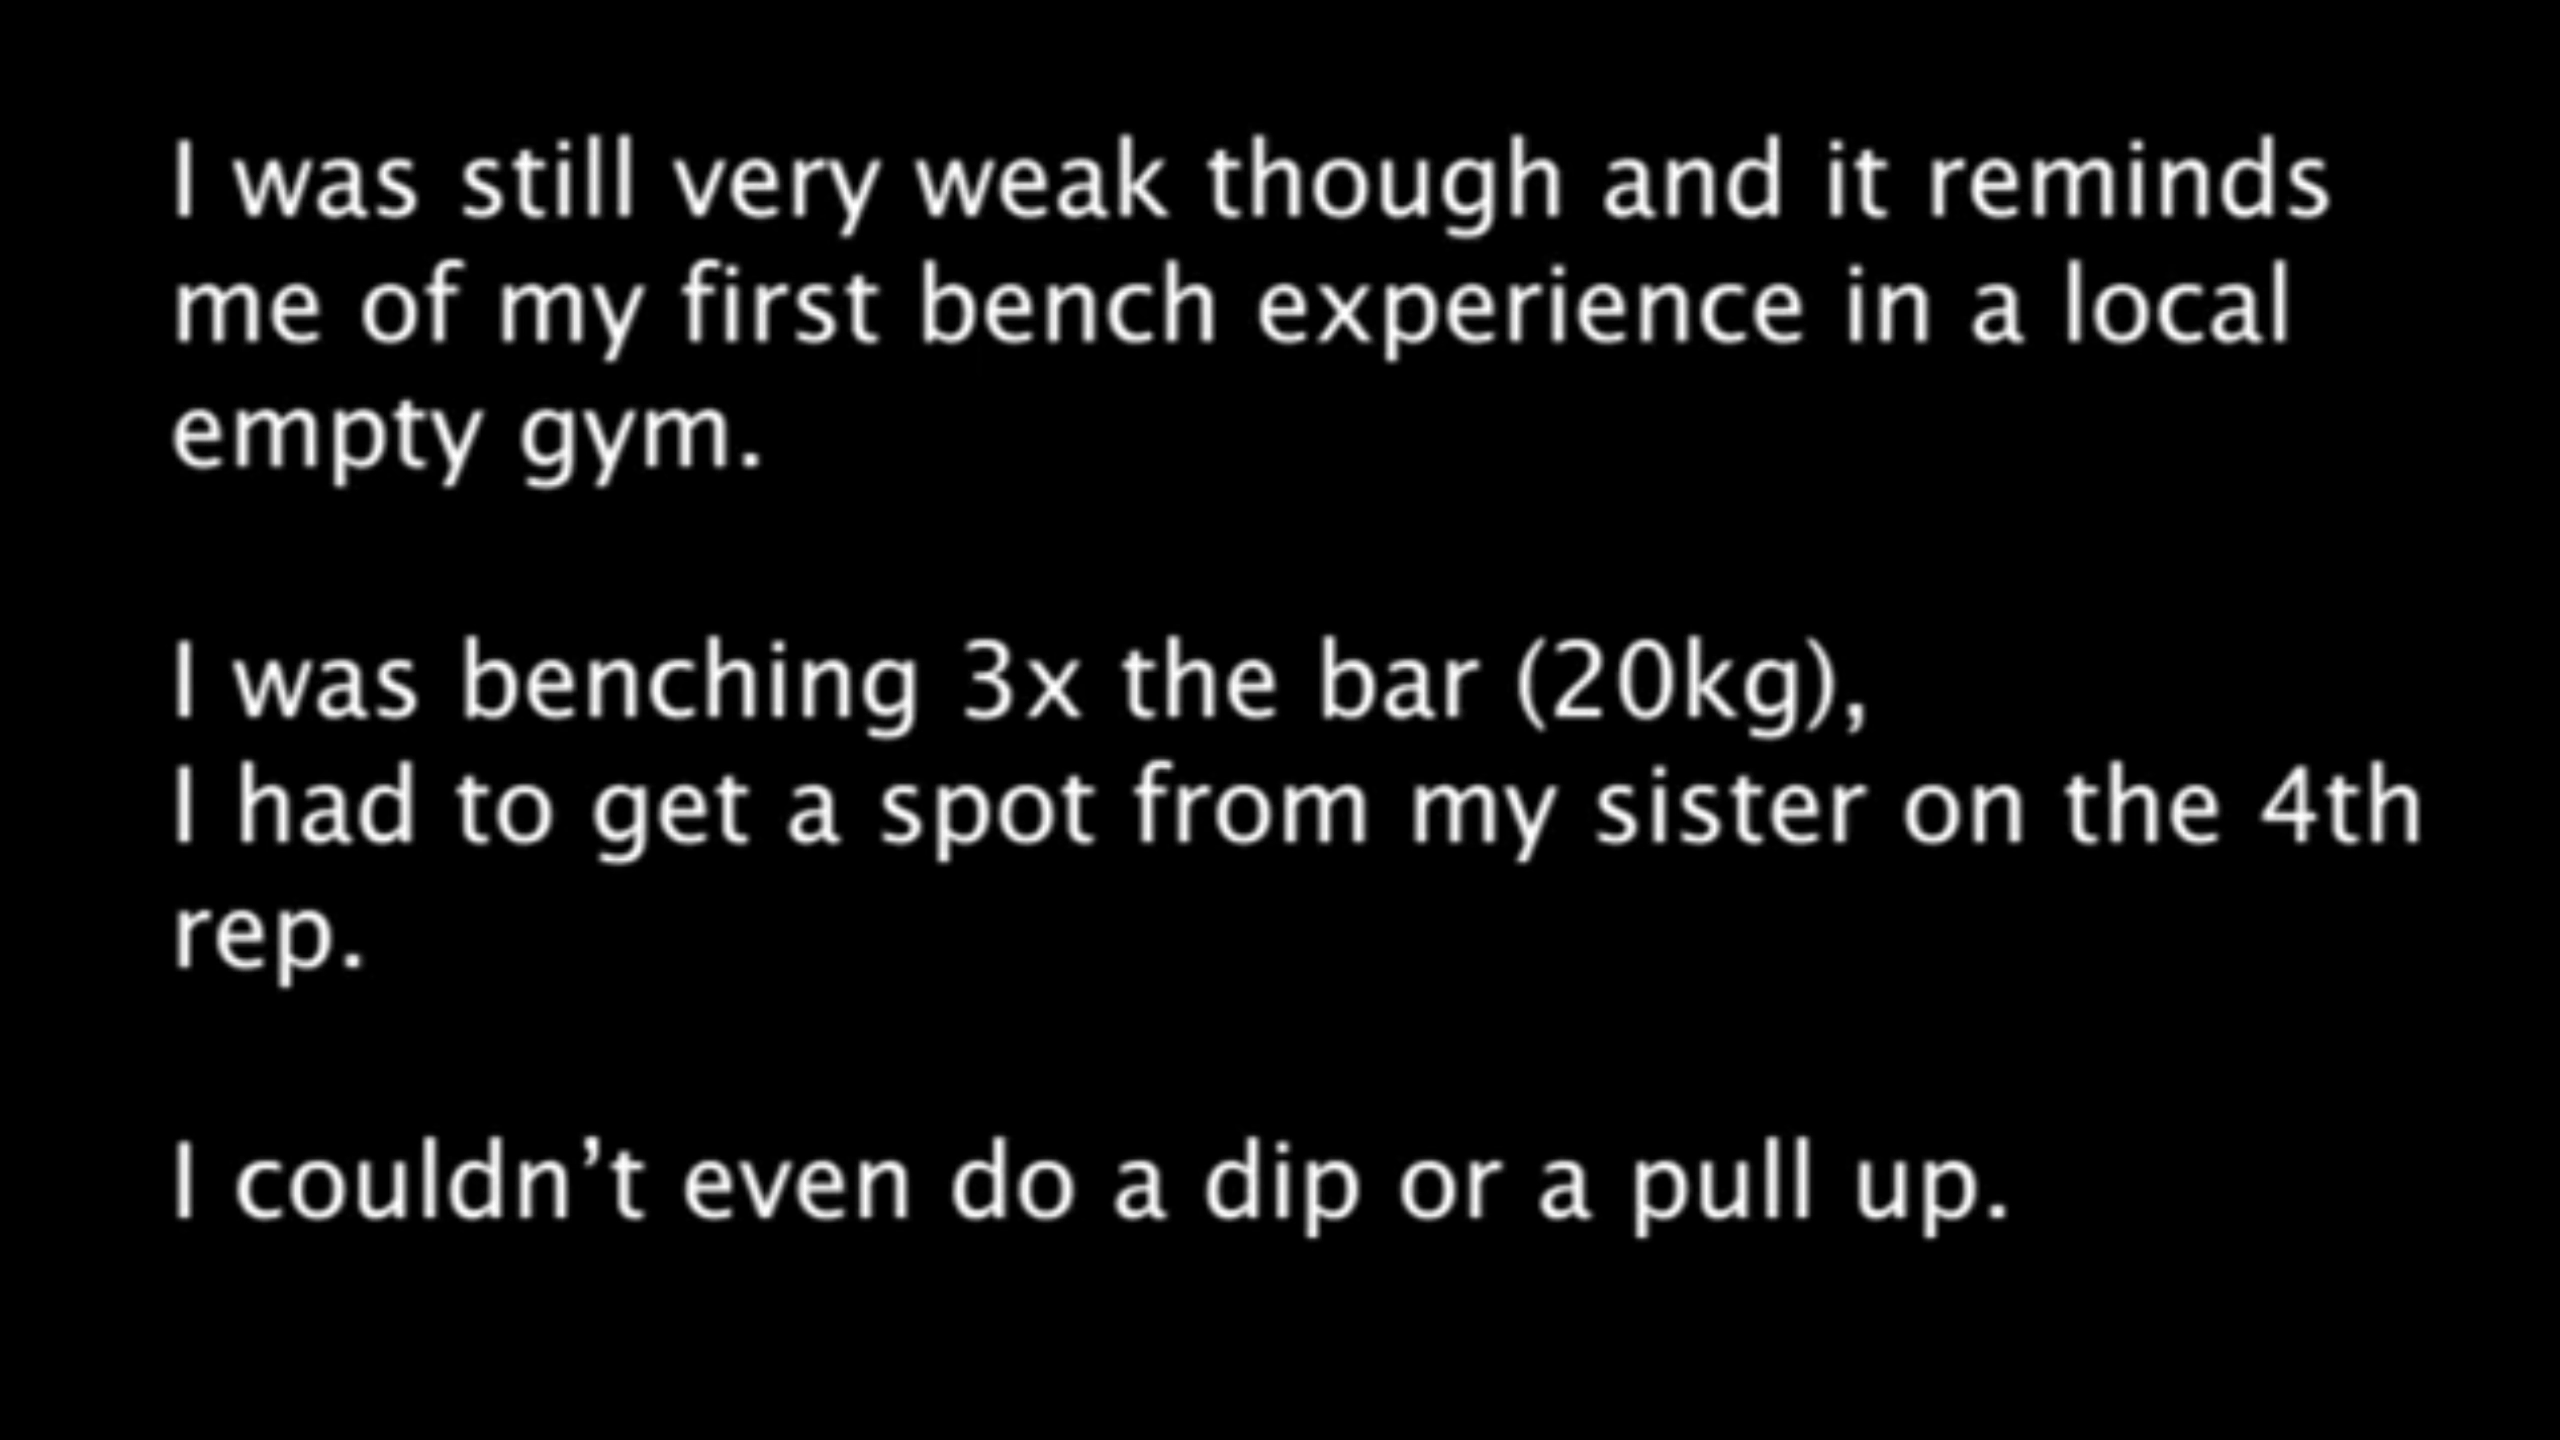 I was still very weak though and it reminds
me of my first bench experience in a local
empty gym.
I was benching 3x the bar (20kg),
I had to get a spot from my sister on the 4th
rep.
I couldn’t even do a dip or a pull up.